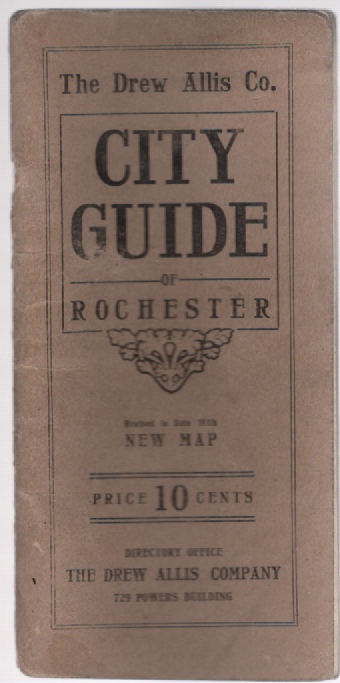 The Drew Allis Co.
CITY
GUIDE
OF
ROCHESTER
Revised to Date With
NEW MAP
PRICE 10 CENTS
DIRECTORY OFFICE
THE DREW ALLIS COMPANY
729 POWERS BUILDING